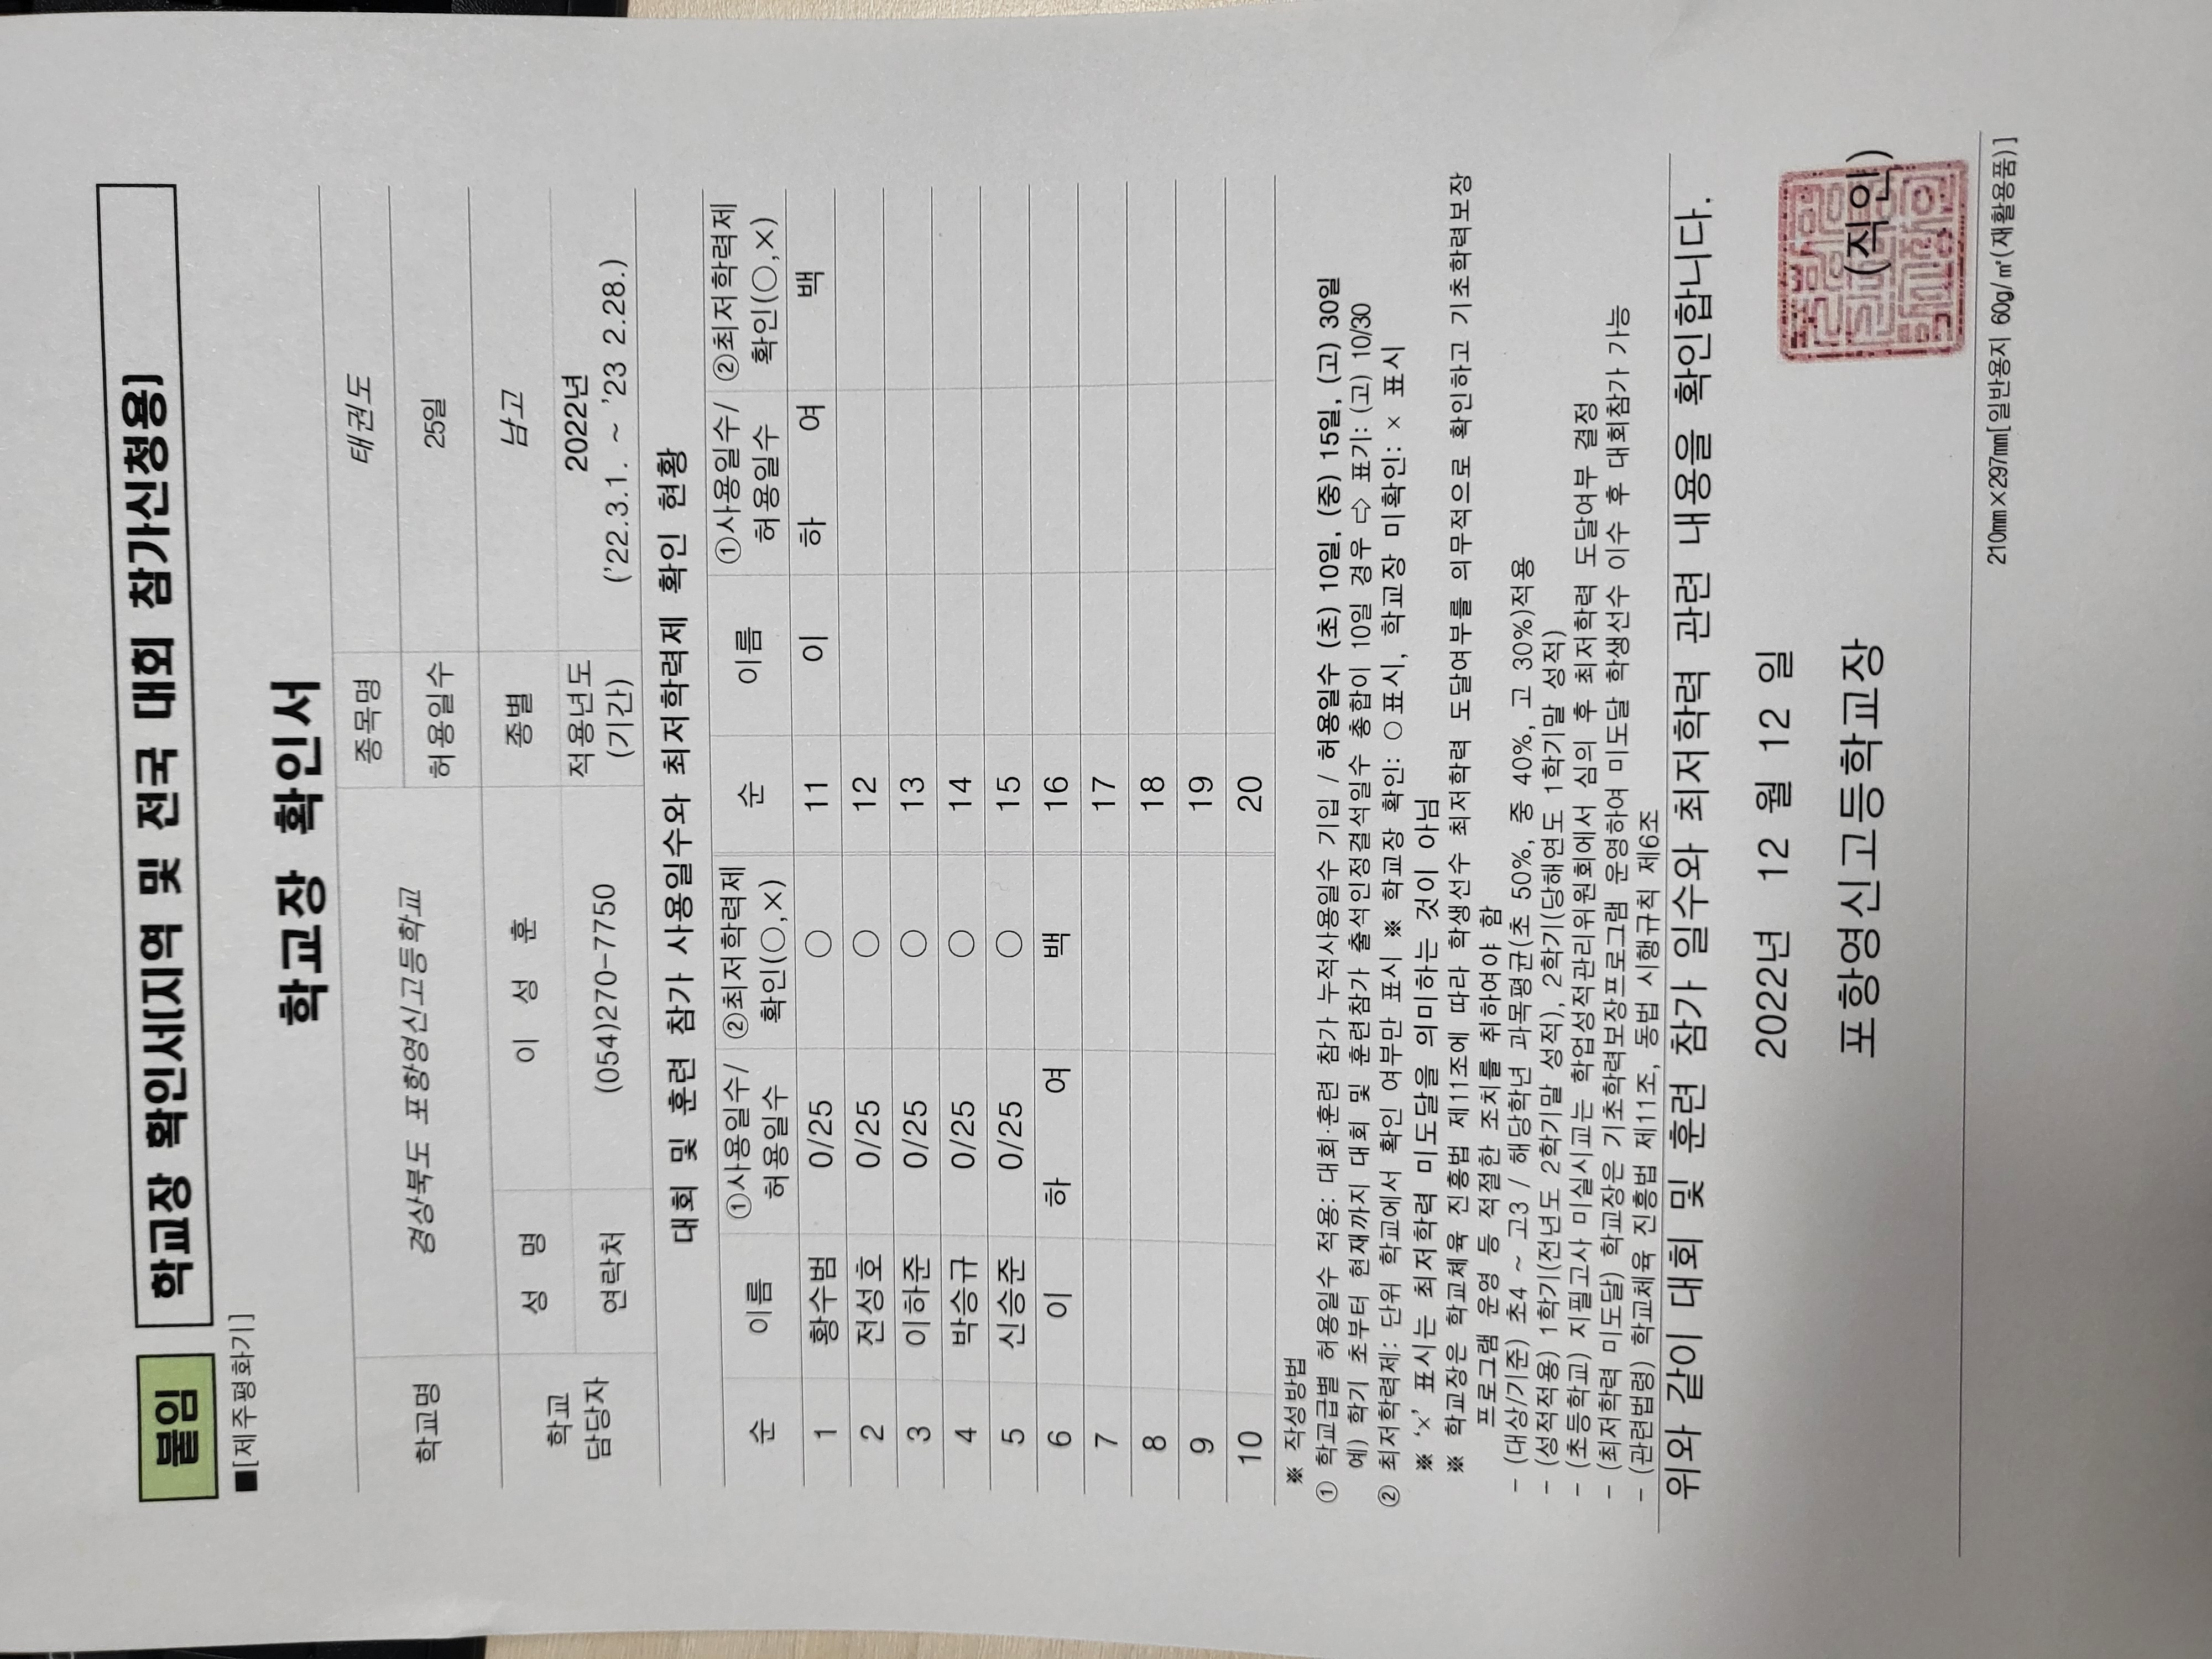 붙임 학교장 확인서[지역 및 전국 대회 참가신청용]
■[제주평화기]
학교장 확인서
학교명 경상북도 포항영신고등학교 종목명 태권도
허용일수 25일
학교 담당자 성 명 이 성 훈 종별 남고
연락처 (054)270-7750 적용년도 (기간) 2022년 ('22.3.1. ~ '23 2.28.)
대회 및 훈련 참가 사용일수와 최저학력제 확인 현황
순 이름 ①사용일수/허용일수 ②최저학력제 확인(○,×) 순 이름 ①사용일수/허용일수 ②최저학력제 확인(○,×)
1 황수범 0/25 ○ 11 이 하 여 백
2 전성호 0/25 ○ 12
3 이하준 0/25 ○ 13
4 박승규 0/25 ○ 14
5 신승준 0/25 ○ 15
6 이 하 여 백 16
7 17
8 18
9 19
10 20
※ 작성방법
① 학교급별 허용일수 적용: 대회·훈련 참가 누적사용일수 기입 / 허용일수 (초) 10일, (중) 15일, (고) 30일
예) 학기 초부터 현재까지 대회 및 훈련참가 출석인정결석일수 총합이 10일 경우 ⇨ 표기: (고) 10/30
② 최저학력제: 단위 학교에서 확인 여부만 표시 ※ 학교장 확인: ○표시, 학교장 미확인: × 표시
※ '×' 표시는 최저학력 미도달을 의미하는 것이 아님
※ 학교장은 학교체육 진흥법 제11조에 따라 학생선수 최저학력 도달여부를 의무적으로 확인하고 기초학력보장
프로그램 운영 등 적절한 조치를 취하여야 함
- (대상/기준) 초4 ~ 고3 / 해당학년 과목평균(초 50%, 중 40%, 고 30%)적용
- (성적적용) 1학기(전년도 2학기말 성적), 2학기(당해연도 1학기말 성적)
- (초등학교) 지필고사 미실시교는 학업성적관리위원회에서 심의 후 최저학력 도달여부 결정
- (최저학력 미도달) 학교장은 기초학력보장프로그램 운영하여 미도달 학생선수 이수 후 대회참가 가능
- (관련법령) 학교체육 진흥법 제11조, 동법 시행규칙 제6조
위와 같이 대회 및 훈련 참가 일수와 최저학력 관련 내용을 확인합니다.
2022년 12 월 12 일
포항영신고등학교장 (직인)
210㎜×297㎜[일반용지 60g/㎡(재활용품)]